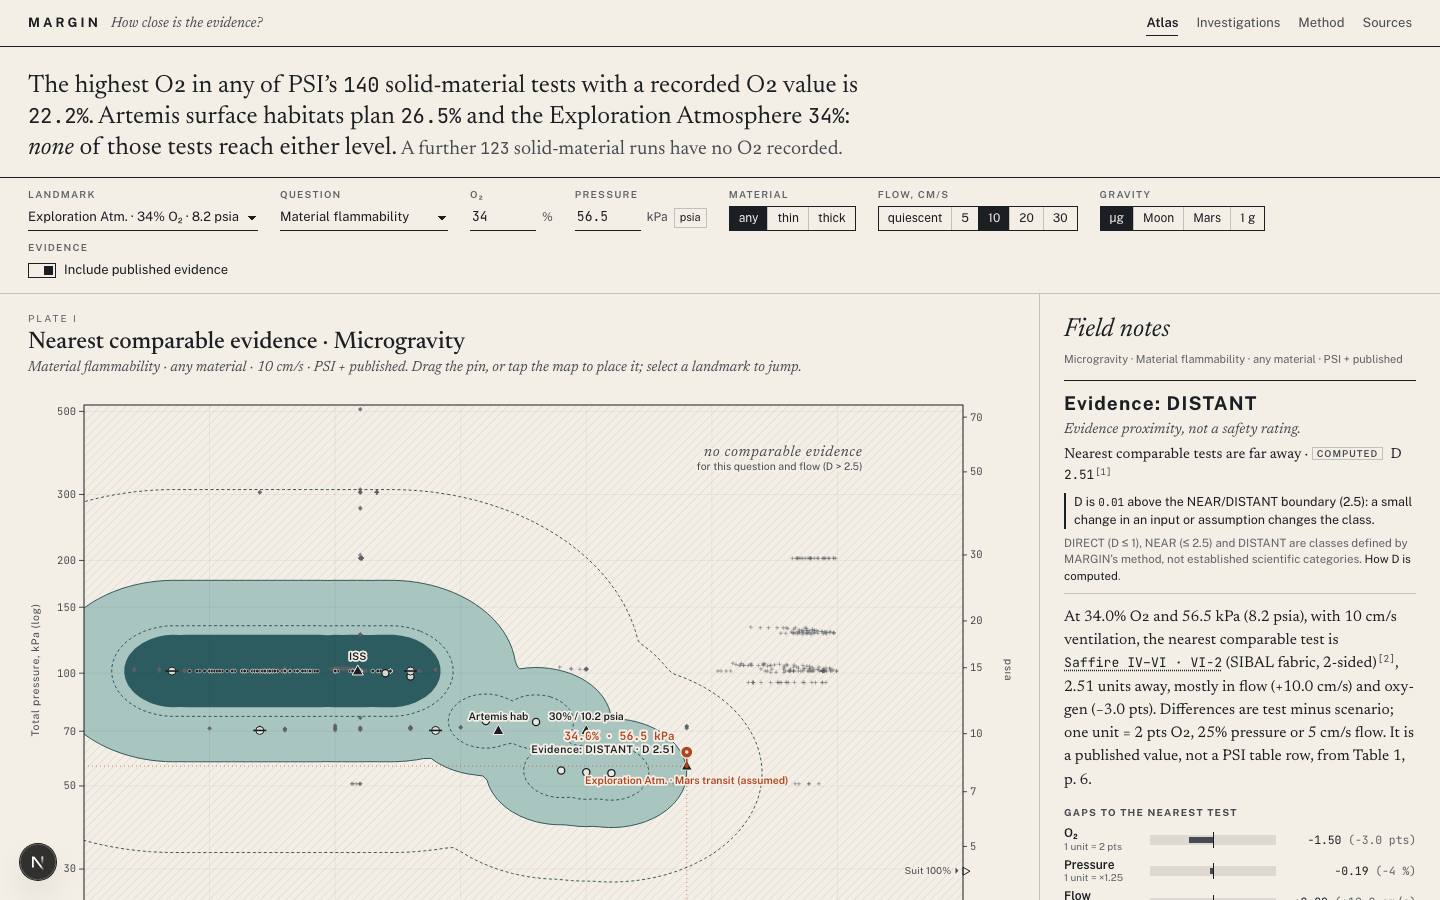 MARGIN How close is the evidence?
Atlas Investigations Method Sources
The highest O2 in any of PSI's 140 solid-material tests with a recorded O2 value is
22.2%. Artemis surface habitats plan 26.5% and the Exploration Atmosphere 34%:
none of those tests reach either level. A further 123 solid-material runs have no O2 recorded.
LANDMARK QUESTION O₂ PRESSURE MATERIAL FLOW, CM/S GRAVITY
Exploration Atm. · 34% O₂ · 8.2 psia Material flammability 34 % 56.5 kPa psia any thin thick quiescent 5 10 20 30 μg Moon Mars 1 g
EVIDENCE
Include published evidence
PLATE I
Nearest comparable evidence · Microgravity
Material flammability · any material · 10 cm/s · PSI + published. Drag the pin, or tap the map to place it; select a landmark to jump.
500
300
200
150
100
70
50
30
Total pressure, kPa (log)
70
50
30
20
15
10
7
5
psia
no comparable evidence
for this question and flow (D > 2.5)
ISS
Artemis hab 30% / 10.2 psia
34.0% · 56.5 kPa
Evidence: DISTANT · D 2.51
Exploration Atm. · Mars transit (assumed)
Suit 100%
N
Field notes
Microgravity · Material flammability · any material · PSI + published
Evidence: DISTANT
Evidence proximity, not a safety rating.
Nearest comparable tests are far away · COMPUTED D
2.51[1]
D is 0.01 above the NEAR/DISTANT boundary (2.5): a small
change in an input or assumption changes the class.
DIRECT (D ≤ 1), NEAR (≤ 2.5) and DISTANT are classes defined by
MARGIN's method, not established scientific categories. How D is
computed.
At 34.0% O2 and 56.5 kPa (8.2 psia), with 10 cm/s
ventilation, the nearest comparable test is
Saffire IV–VI · VI-2 (SIBAL fabric, 2-sided)[2],
2.51 units away, mostly in flow (+10.0 cm/s) and oxy-
gen (−3.0 pts). Differences are test minus scenario;
one unit = 2 pts O2, 25% pressure or 5 cm/s flow. It is
a published value, not a PSI table row, from Table 1,
p. 6.
GAPS TO THE NEAREST TEST
O₂
1 unit = 2 pts
-1.50 (-3.0 pts)
Pressure
1 unit = ×1.25
-0.19 (-4 %)
Flow